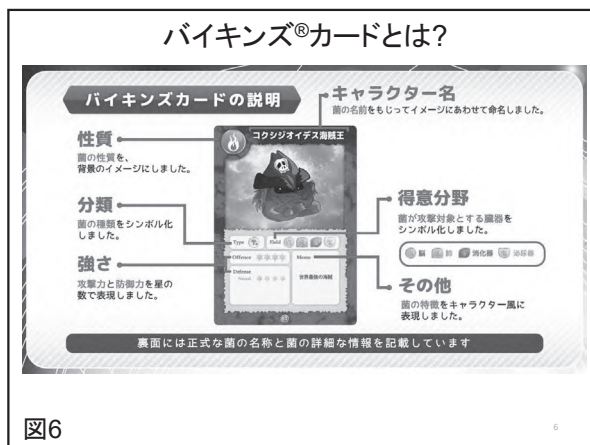 バイキンズ®カードとは?
バイキンズカードの説明
キャラクター名
菌の名前をもじってイメージにあわせて命名しました。
性質
菌の性質を、
背景のイメージにしました。
コクシジオイデス海賊王
分類
菌の種類をシンボル化
しました。
得意分野
菌が攻撃対象とする臓器を
シンボル化しました。
脳 肺 消化器 泌尿器
Type Field
強さ
攻撃力と防御力を星の
数で表現しました。
Offence
Defense
Memo
世界最強の海賊
その他
菌の特徴をキャラクター風に
表現しました。
裏面には正式な菌の名称と菌の詳細な情報を記載しています
図6
6